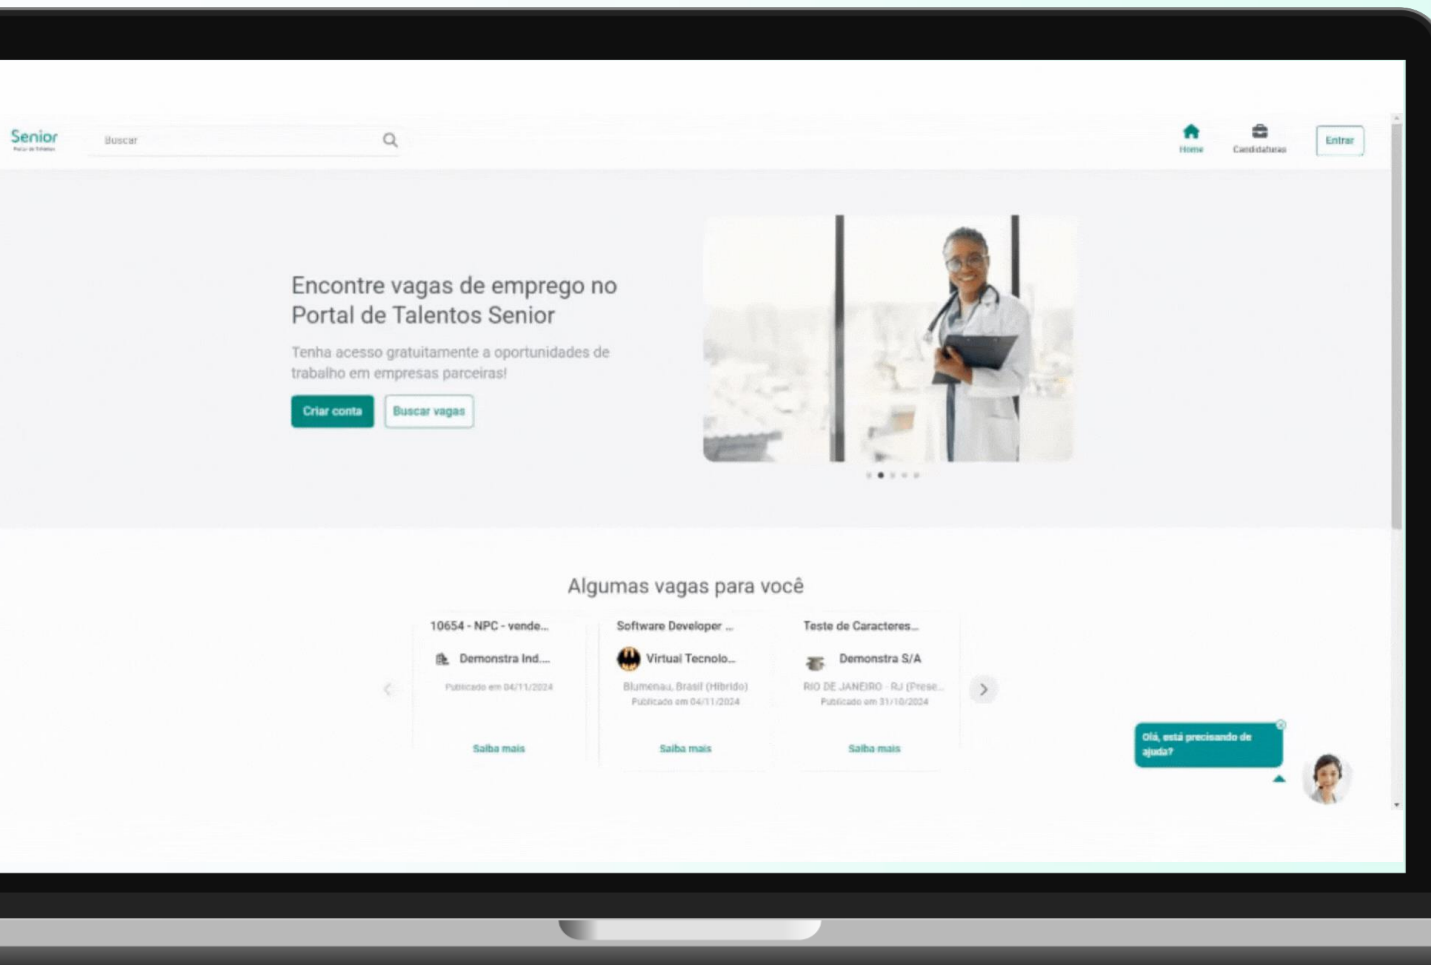 Senior
Portal de Talentos
Buscar
Home
Candidaturas
Entrar
Encontre vagas de emprego no
Portal de Talentos Senior
Tenha acesso gratuitamente a oportunidades de
trabalho em empresas parceiras!
Criar conta
Buscar vagas
Algumas vagas para você
10654 - NPC - vende...
Demonstra Ind....
Publicado em 04/11/2024
Saiba mais
Software Developer ...
Virtual Tecnolo...
Blumenau, Brasil (Híbrido)
Publicado em 04/11/2024
Saiba mais
Teste de Caracteres...
Demonstra S/A
RIO DE JANEIRO - RJ (Prese...
Publicado em 31/10/2024
Saiba mais
Olá, está precisando de
ajuda?